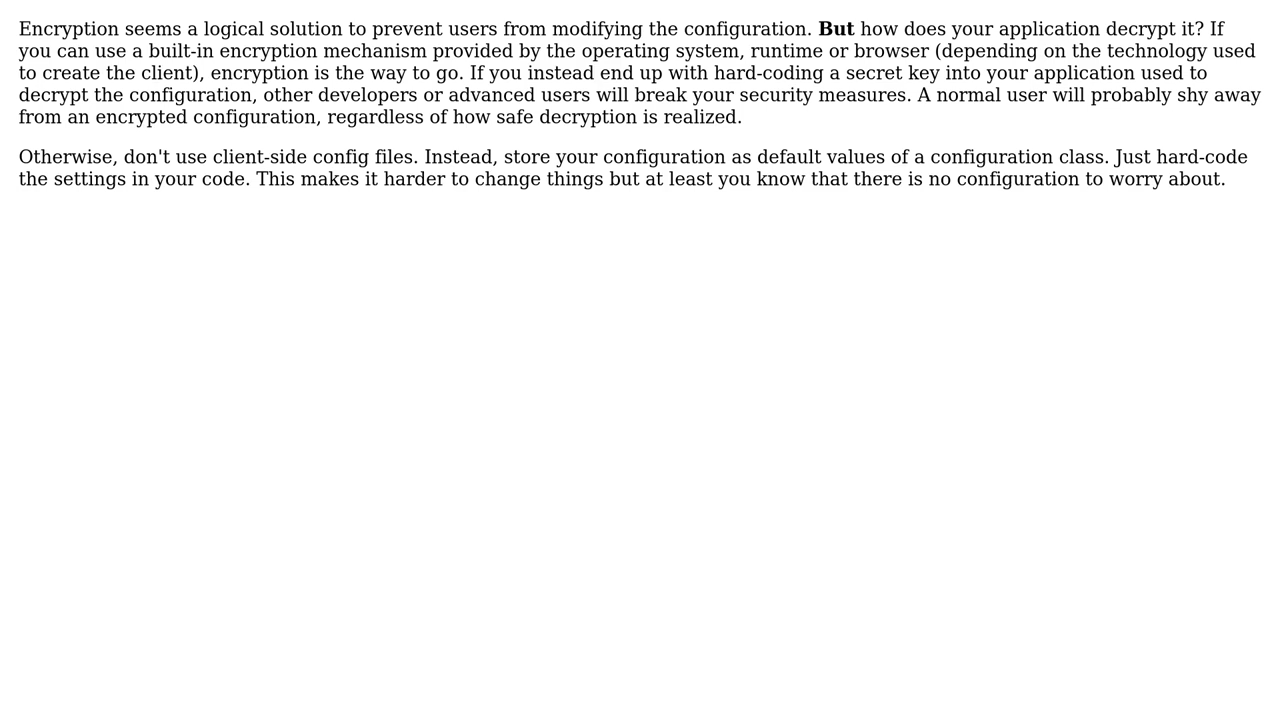 Encryption seems a logical solution to prevent users from modifying the configuration. But how does your application decrypt it? If
you can use a built-in encryption mechanism provided by the operating system, runtime or browser (depending on the technology used
to create the client), encryption is the way to go. If you instead end up with hard-coding a secret key into your application used to
decrypt the configuration, other developers or advanced users will break your security measures. A normal user will probably shy away
from an encrypted configuration, regardless of how safe decryption is realized.
Otherwise, don't use client-side config files. Instead, store your configuration as default values of a configuration class. Just hard-code
the settings in your code. This makes it harder to change things but at least you know that there is no configuration to worry about.